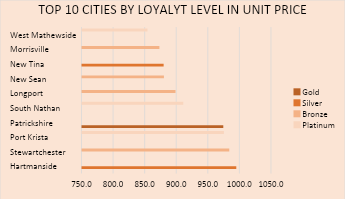 TOP 10 CITIES BY LOYALYT LEVEL IN UNIT PRICE
West Mathewside
Morrisville
New Tina
New Sean
Longport
South Nathan
Patrickshire
Port Krista
Stewartchester
Hartmanside
Gold
Silver
Bronze
Platinum
750.0 800.0 850.0 900.0 950.0 1000.0 1050.0